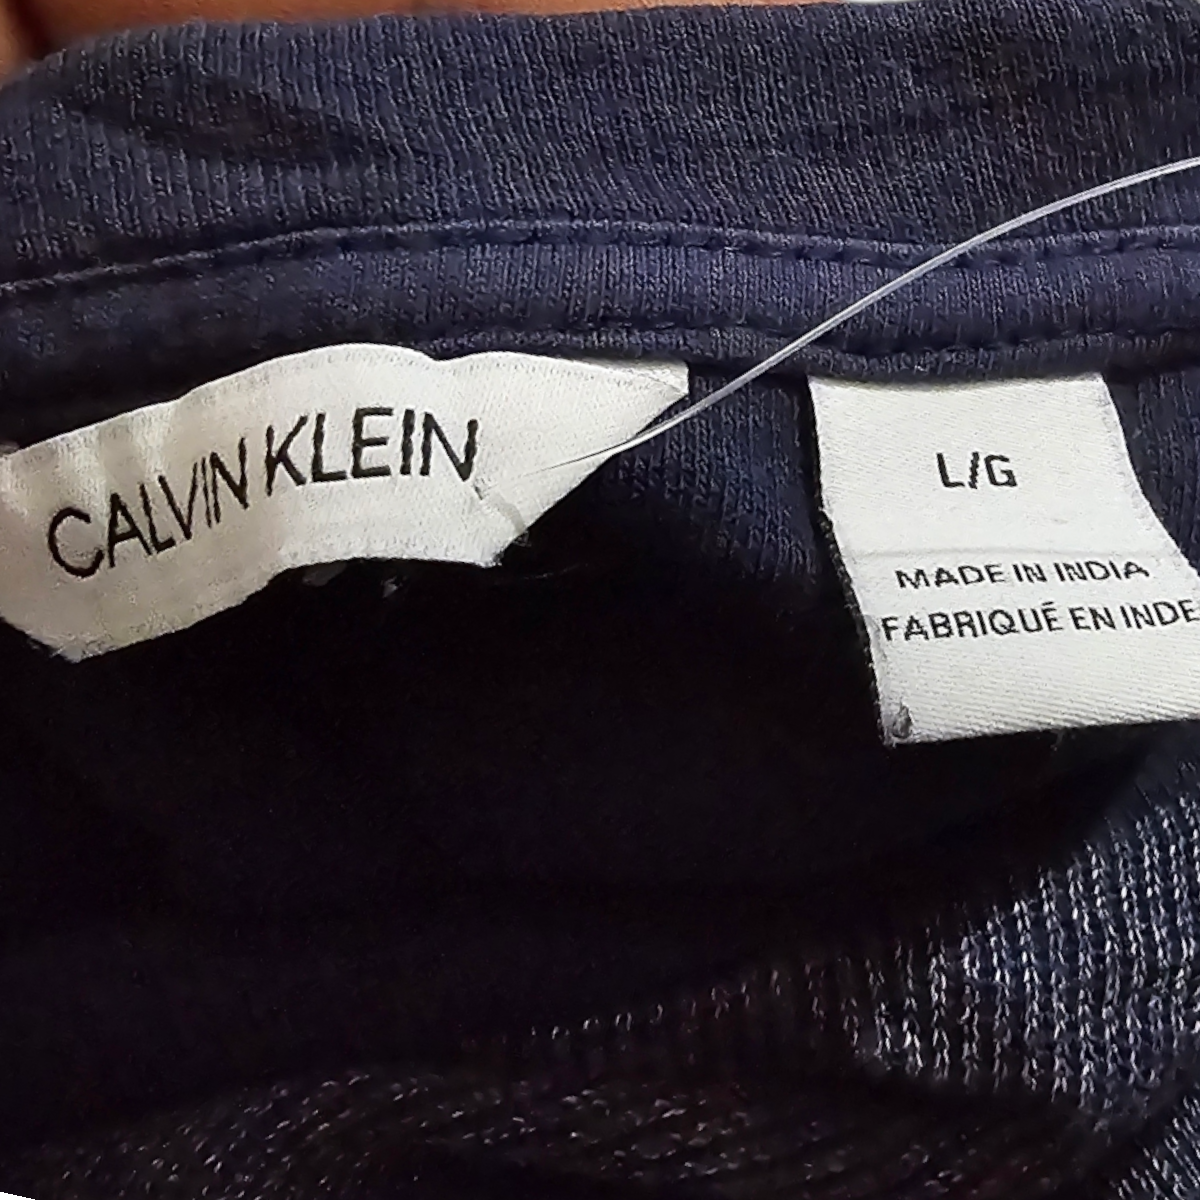 CALVIN KLEIN
L/G
MADE IN INDIA
FABRIQUÉ EN INDE